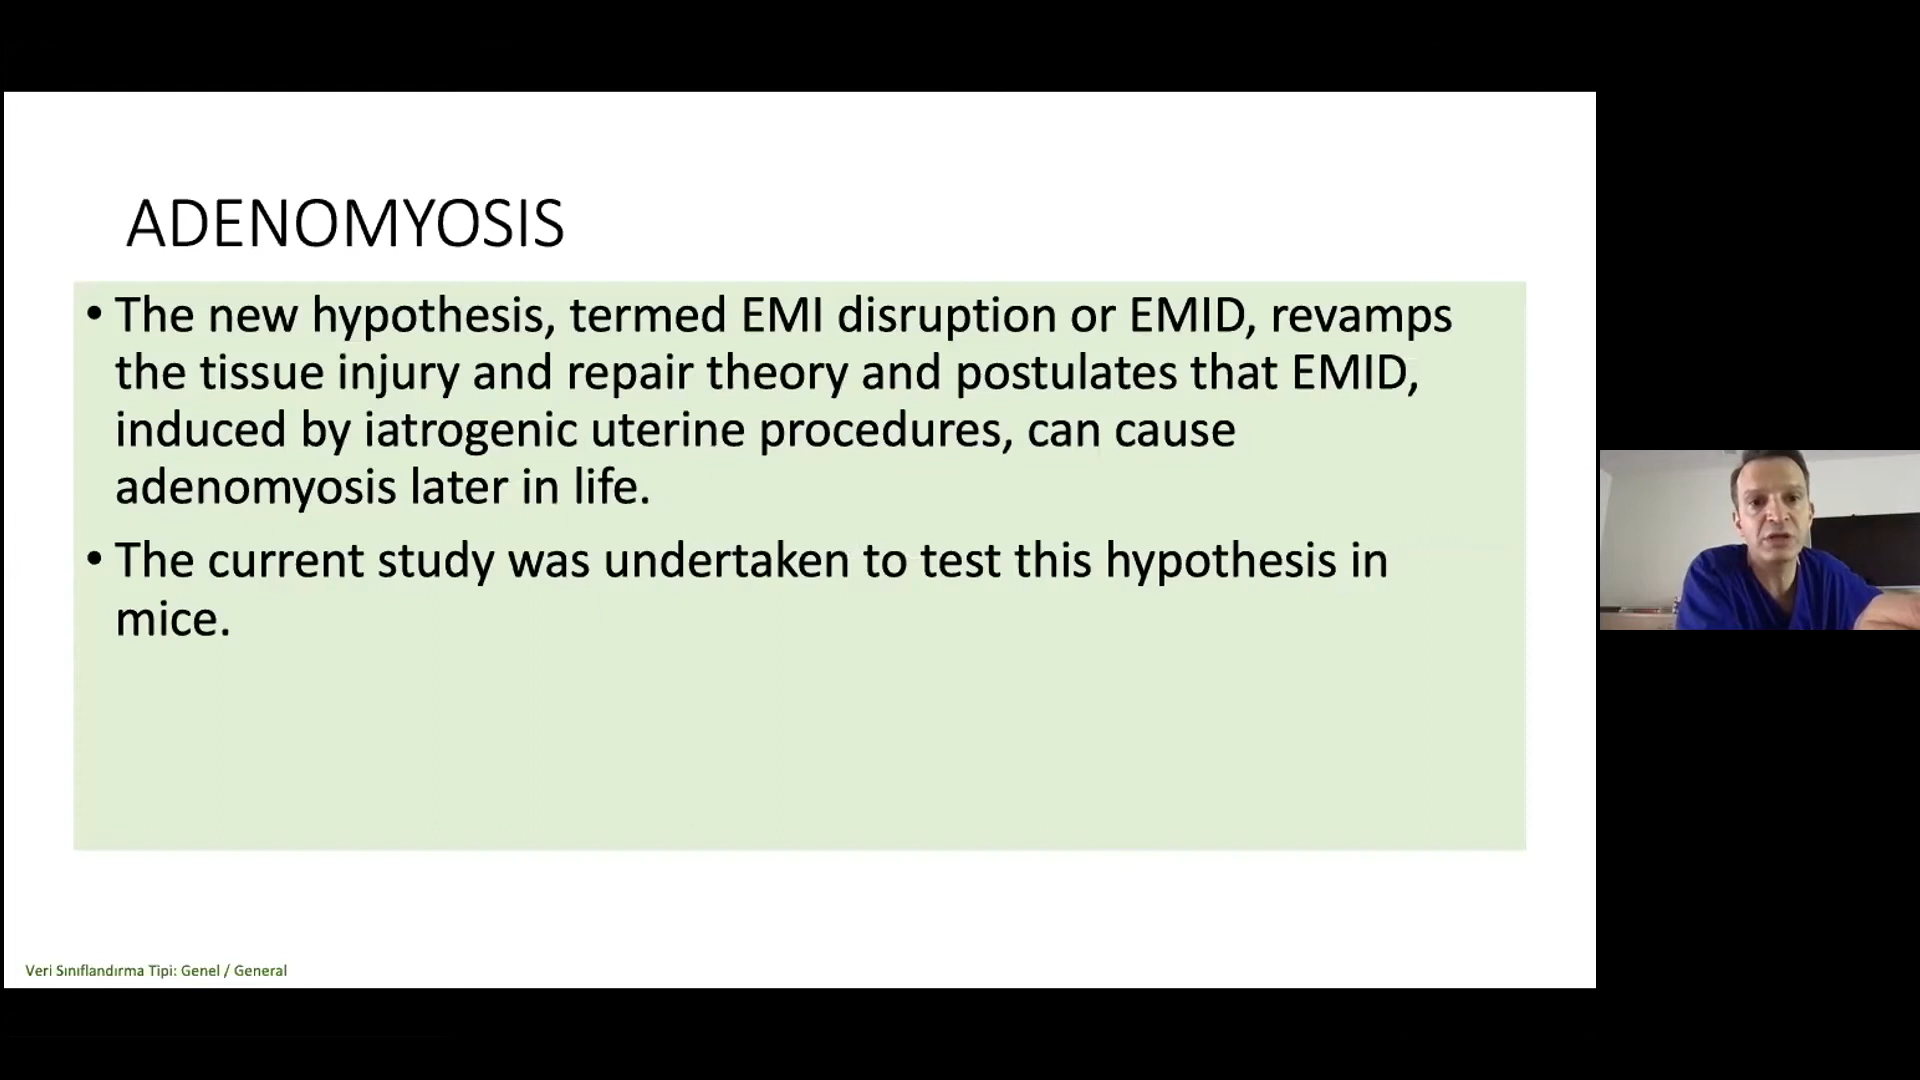 ADENOMYOSIS
• The new hypothesis, termed EMI disruption or EMID, revamps
the tissue injury and repair theory and postulates that EMID,
induced by iatrogenic uterine procedures, can cause
adenomyosis later in life.
• The current study was undertaken to test this hypothesis in
mice.
Veri Sınıflandırma Tipi: Genel / General